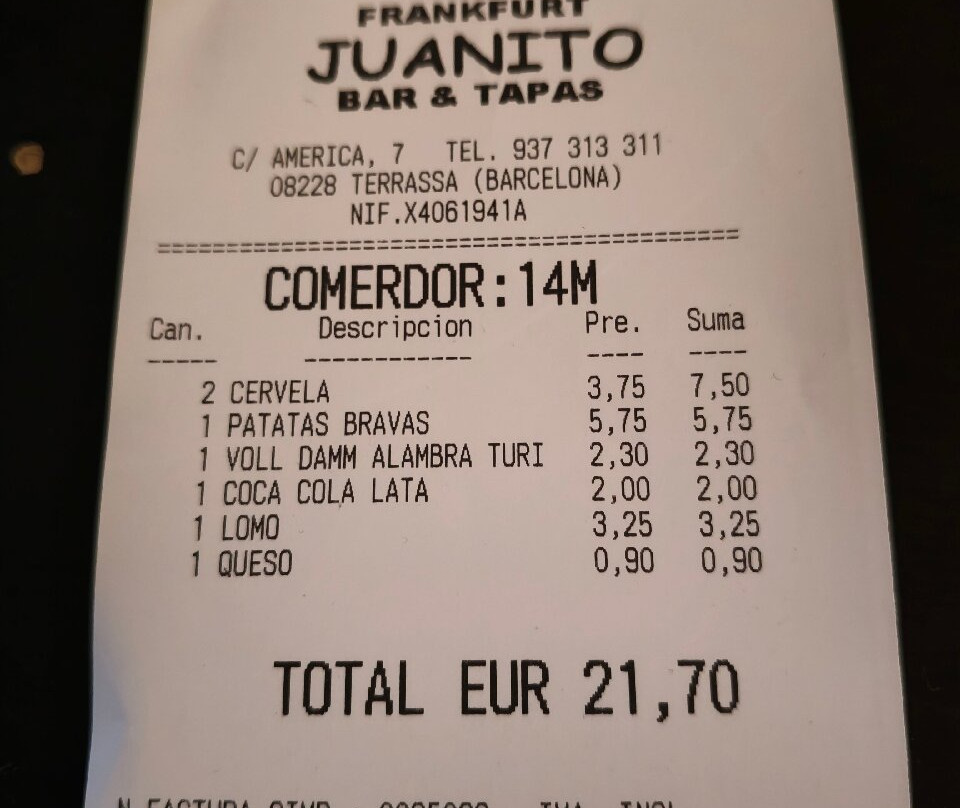 FRANKFURT
JUANITO
BAR & TAPAS
C/ AMERICA, 7 TEL. 937 313 311
08228 TERRASSA (BARCELONA)
NIF.X4061941A
========================================
COMERDOR:14M
Can. Descripcion Pre. Suma
----- ------------ ---- ----
2 CERVELA 3,75 7,50
1 PATATAS BRAVAS 5,75 5,75
1 VOLL DAMM ALAMBRA TURI 2,30 2,30
1 COCA COLA LATA 2,00 2,00
1 LOMO 3,25 3,25
1 QUESO 0,90 0,90
TOTAL EUR 21,70
N FACTURA SIMP